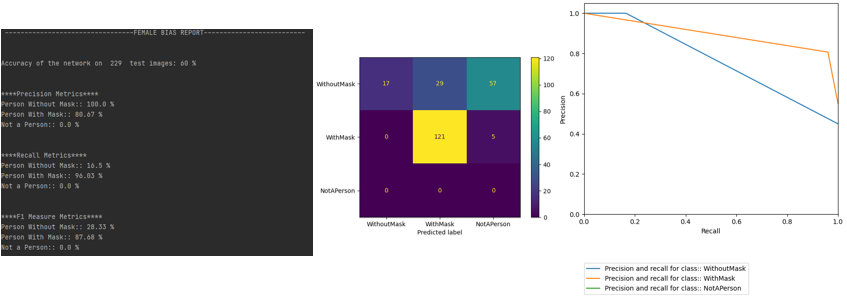 --------------------------------FEMALE BIAS REPORT-------------------------
Accuracy of the network on  229  test images: 60 %
****Precision Metrics****
Person Without Mask:: 100.0 %
Person With Mask:: 80.67 %
Not a Person:: 0.0 %
****Recall Metrics****
Person Without Mask:: 16.5 %
Person With Mask:: 96.03 %
Not a Person:: 0.0 %
****F1 Measure Metrics****
Person Without Mask:: 28.33 %
Person With Mask:: 87.68 %
Not a Person:: 0.0 %
WithoutMask 17 29 57
WithMask 0 121 5
NotAPerson 0 0 0
WithoutMask WithMask NotAPerson
Predicted label
120
100
80
60
40
20
0
Precision
1.0
0.8
0.6
0.4
0.2
0.0
0.0 0.2 0.4 0.6 0.8 1.0
Recall
Precision and recall for class:: WithoutMask
Precision and recall for class:: WithMask
Precision and recall for class:: NotAPerson